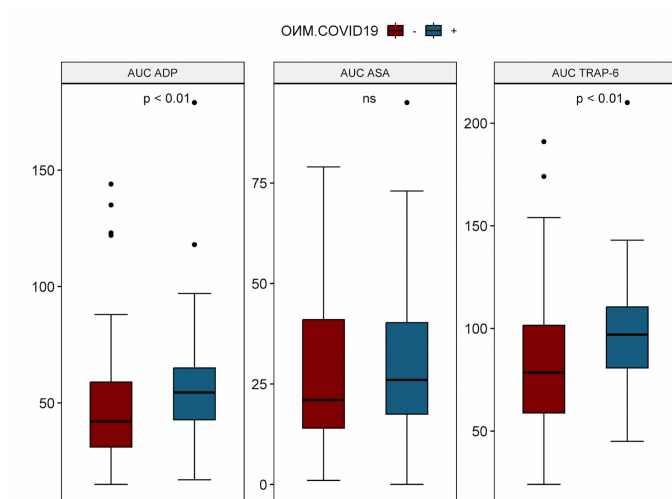 ОИМ.COVID19 - +
AUC ADP
p < 0.01
150
100
50
AUC ASA
ns
75
50
25
0
AUC TRAP-6
p < 0.01
200
150
100
50